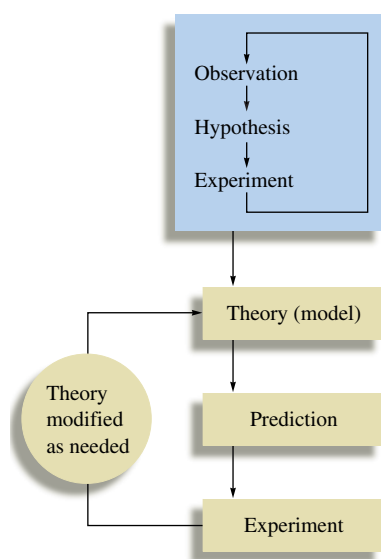 Observation
Hypothesis
Experiment
Theory (model)
Theory
modified
as needed
Prediction
Experiment